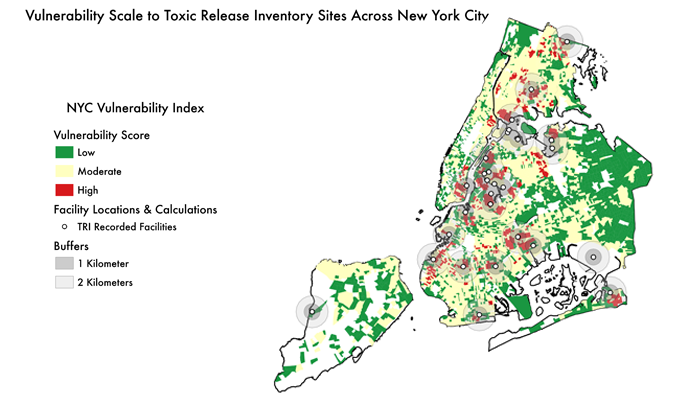 Vulnerability Scale to Toxic Release Inventory Sites Across New York City
NYC Vulnerability Index
Vulnerability Score
Low
Moderate
High
Facility Locations & Calculations
TRI Recorded Facilities
Buffers
1 Kilometer
2 Kilometers